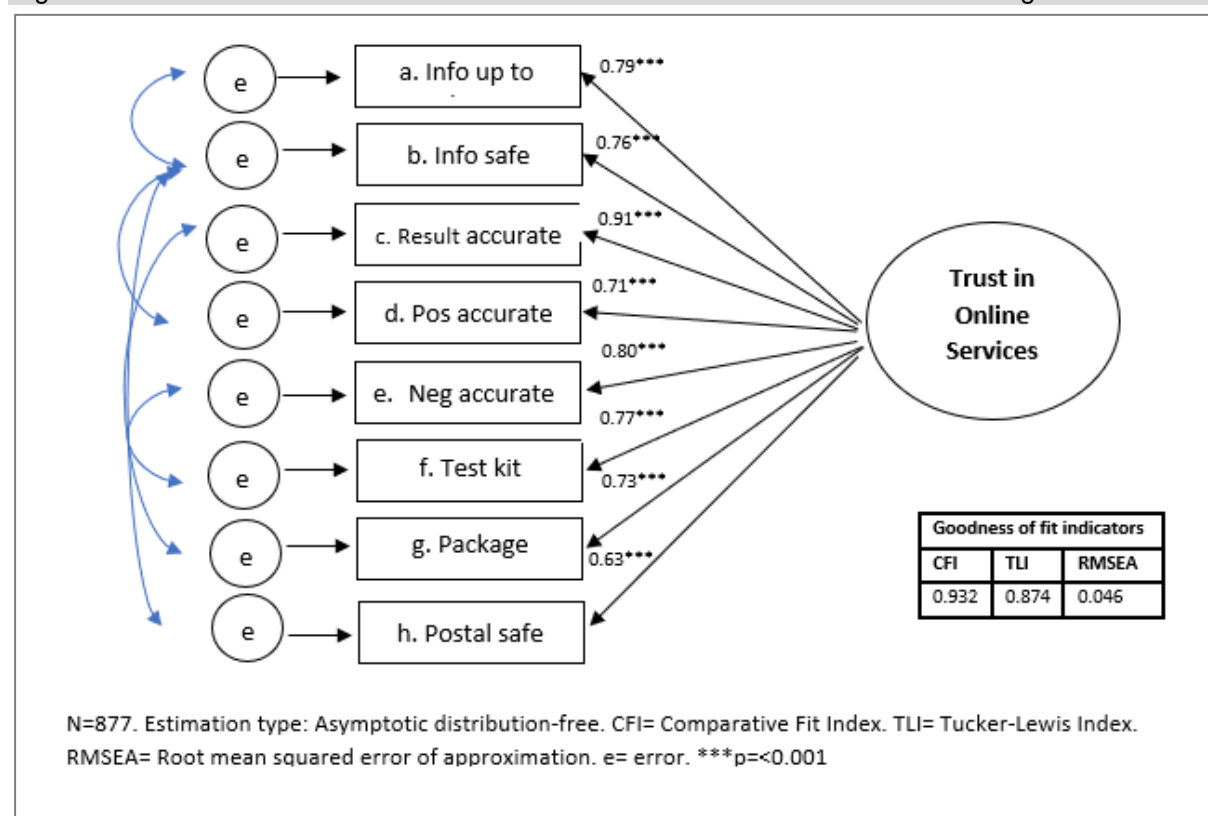 e
a. Info up to
0.79***
e
b. Info safe
0.76***
e
c. Result accurate
0.91***
e
d. Pos accurate
0.71***
e
e. Neg accurate
0.80***
e
f. Test kit
0.77***
e
g. Package
0.73***
e
h. Postal safe
0.63***
Trust in
Online
Services
Goodness of fit indicators
CFI TLI RMSEA
0.932 0.874 0.046
N=877. Estimation type: Asymptotic distribution-free. CFI= Comparative Fit Index. TLI= Tucker-Lewis Index.
RMSEA= Root mean squared error of approximation. e= error. ***p=<0.001